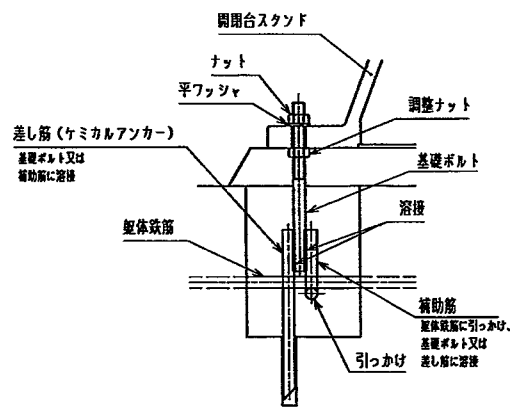 開閉台スタンド
ナット
平ワッシャ
調整ナット
差し筋(ケミカルアンカー)
基礎ボルト又は
補助筋に溶接
基礎ボルト
溶接
躯体鉄筋
補助筋
躯体鉄筋に引っかけ、
基礎ボルト又は
差し筋に溶接
引っかけ